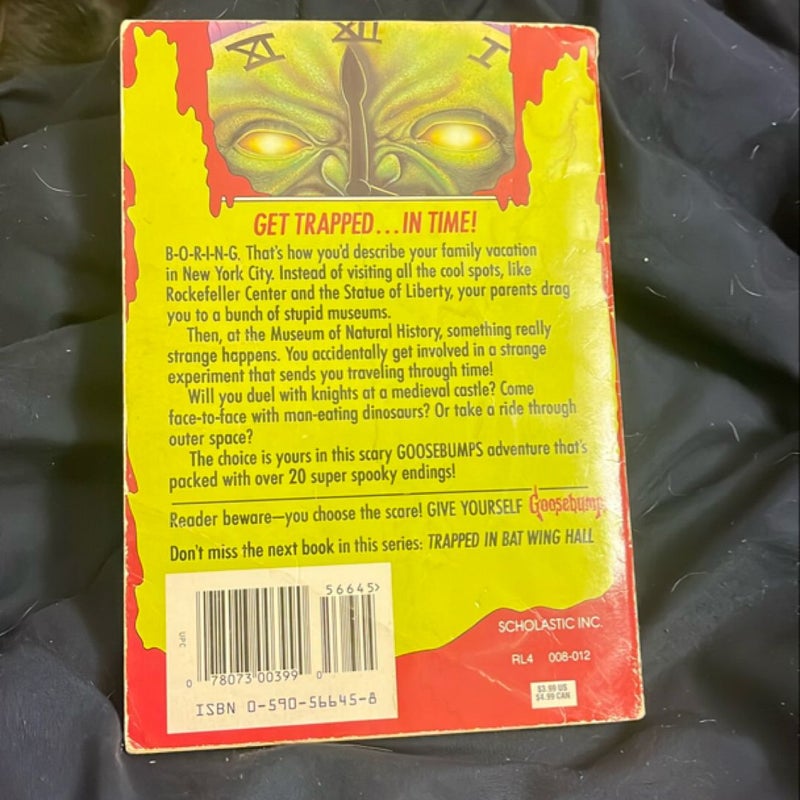 XI XII I
GET TRAPPED...IN TIME!
B-O-R-I-N-G. That's how you'd describe your family vacation
in New York City. Instead of visiting all the cool spots, like
Rockefeller Center and the Statue of Liberty, your parents drag
you to a bunch of stupid museums.
Then, at the Museum of Natural History, something really
strange happens. You accidentally get involved in a strange
experiment that sends you traveling through time!
Will you duel with knights at a medieval castle? Come
face-to-face with man-eating dinosaurs? Or take a ride through
outer space?
The choice is yours in this scary GOOSEBUMPS adventure that's
packed with over 20 super spooky endings!
Reader beware—you choose the scare! GIVE YOURSELF Goosebumps
Don't miss the next book in this series: TRAPPED IN BAT WING HALL
56645>
UPC
0 78073 00399 0
ISBN 0-590-56645-8
SCHOLASTIC INC.
RL4 008-012
$3.99 US
$4.99 CAN